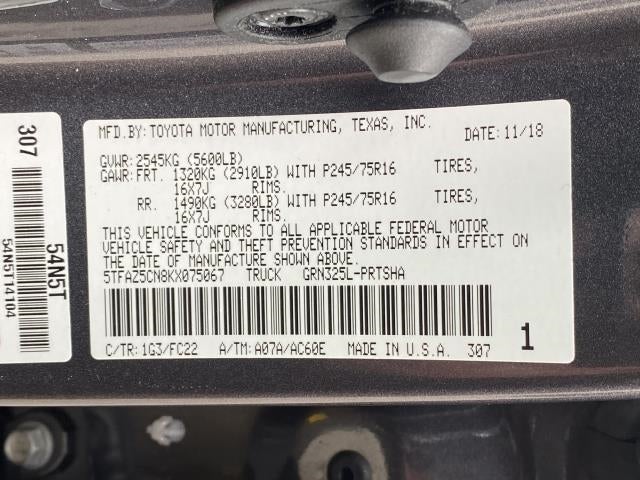 MFD.BY: TOYOTA MOTOR MANUFACTURING, TEXAS, INC.
DATE: 11/18
GVWR: 2545KG (5600LB)
GAWR: FRT. 1320KG (2910LB) WITH P245/75R16 TIRES,
16X7J RIMS.
RR. 1490KG (3280LB) WITH P245/75R16 TIRES,
16X7J RIMS.
THIS VEHICLE CONFORMS TO ALL APPLICABLE FEDERAL MOTOR
VEHICLE SAFETY AND THEFT PREVENTION STANDARDS IN EFFECT ON
THE DATE OF MANUFACTURE SHOWN ABOVE.
5TFAZ5CN8KX075067 TRUCK GRN325L-PRTSHA
C/TR: 1G3/FC22 A/TM: A07A/AC60E MADE IN U.S.A. 307
1
307
54N5T
54N5T14104